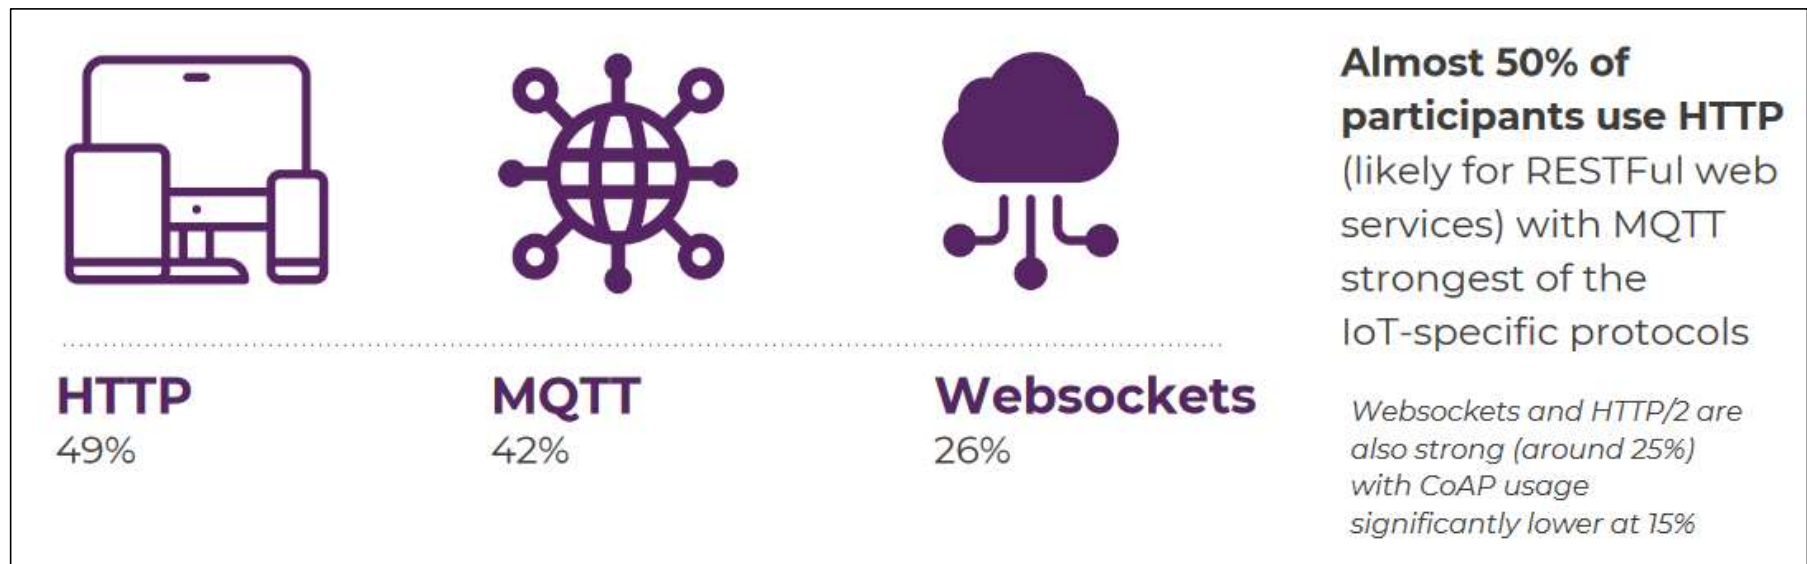 HTTP
49%
MQTT
42%
Websockets
26%
Almost 50% of
participants use HTTP
(likely for RESTFul web
services) with MQTT
strongest of the
IoT-specific protocols
Websockets and HTTP/2 are
also strong (around 25%)
with CoAP usage
significantly lower at 15%